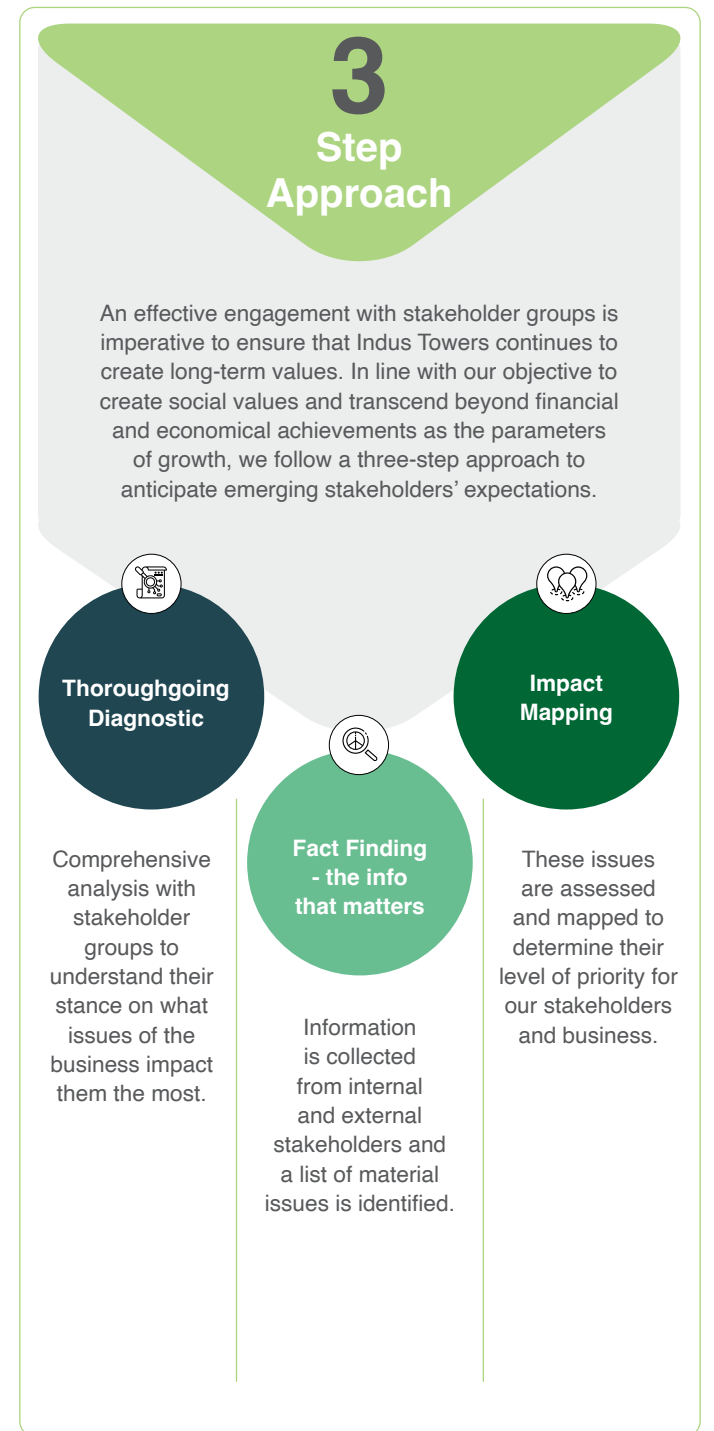 3
Step
Approach
An effective engagement with stakeholder groups is
imperative to ensure that Indus Towers continues to
create long-term values. In line with our objective to
create social values and transcend beyond financial
and economical achievements as the parameters
of growth, we follow a three-step approach to
anticipate emerging stakeholders’ expectations.
Thoroughgoing
Diagnostic
Comprehensive
analysis with
stakeholder
groups to
understand their
stance on what
issues of the
business impact
them the most.
Fact Finding
- the info
that matters
Information
is collected
from internal
and external
stakeholders and
a list of material
issues is identified.
Impact
Mapping
These issues
are assessed
and mapped to
determine their
level of priority for
our stakeholders
and business.